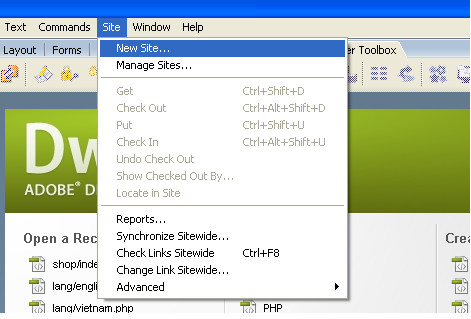 Text Commands Site Window Help
Layout Forms er Toolbox
New Site...
Manage Sites...
Get Ctrl+Shift+D
Check Out Ctrl+Alt+Shift+D
Put Ctrl+Shift+U
Check In Ctrl+Alt+Shift+U
Undo Check Out
Show Checked Out By...
Locate in Site
Reports...
Synchronize Sitewide...
Check Links Sitewide Ctrl+F8
Change Link Sitewide...
Advanced
Dw
ADOBE® D
Open a Rec
Crea
shop/inde
lang/englis
lang/vietnam.php
PHP